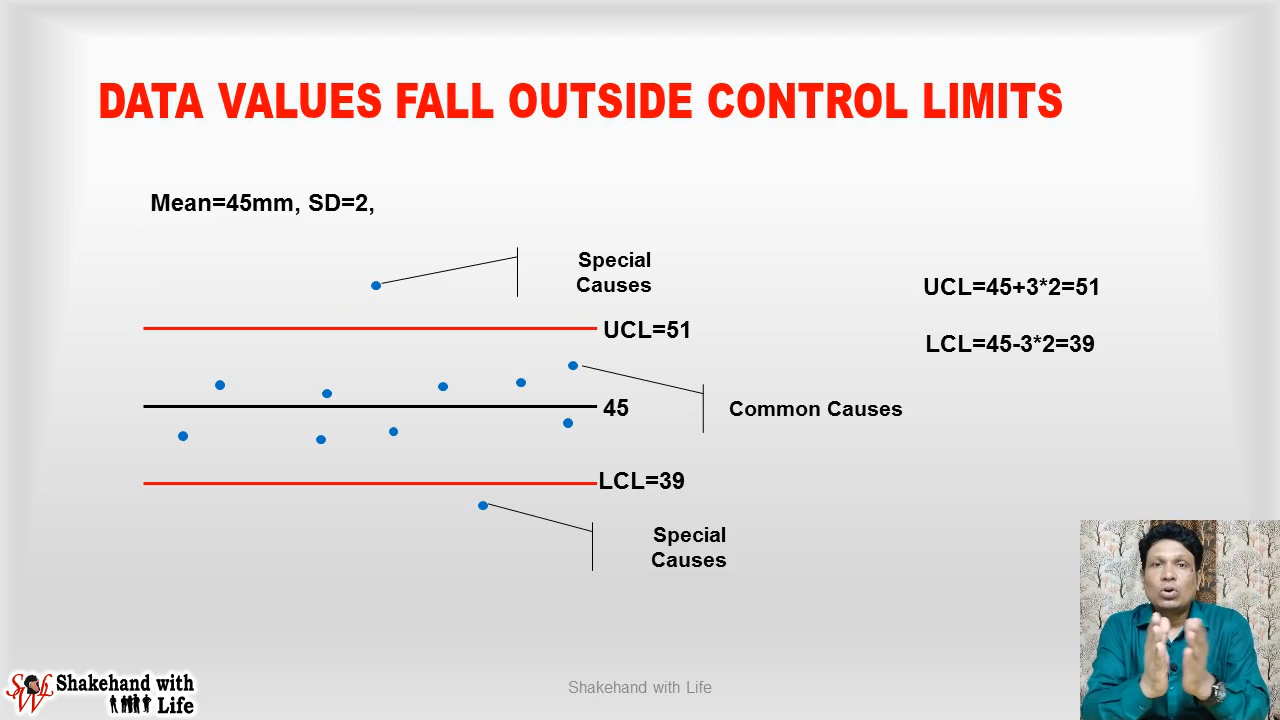 DATA VALUES FALL OUTSIDE CONTROL LIMITS
Mean=45mm, SD=2,
Special
Causes
UCL=45+3*2=51
UCL=51
LCL=45-3*2=39
45
Common Causes
LCL=39
Special
Causes
SWL
Shakehand with
Life
Shakehand with Life